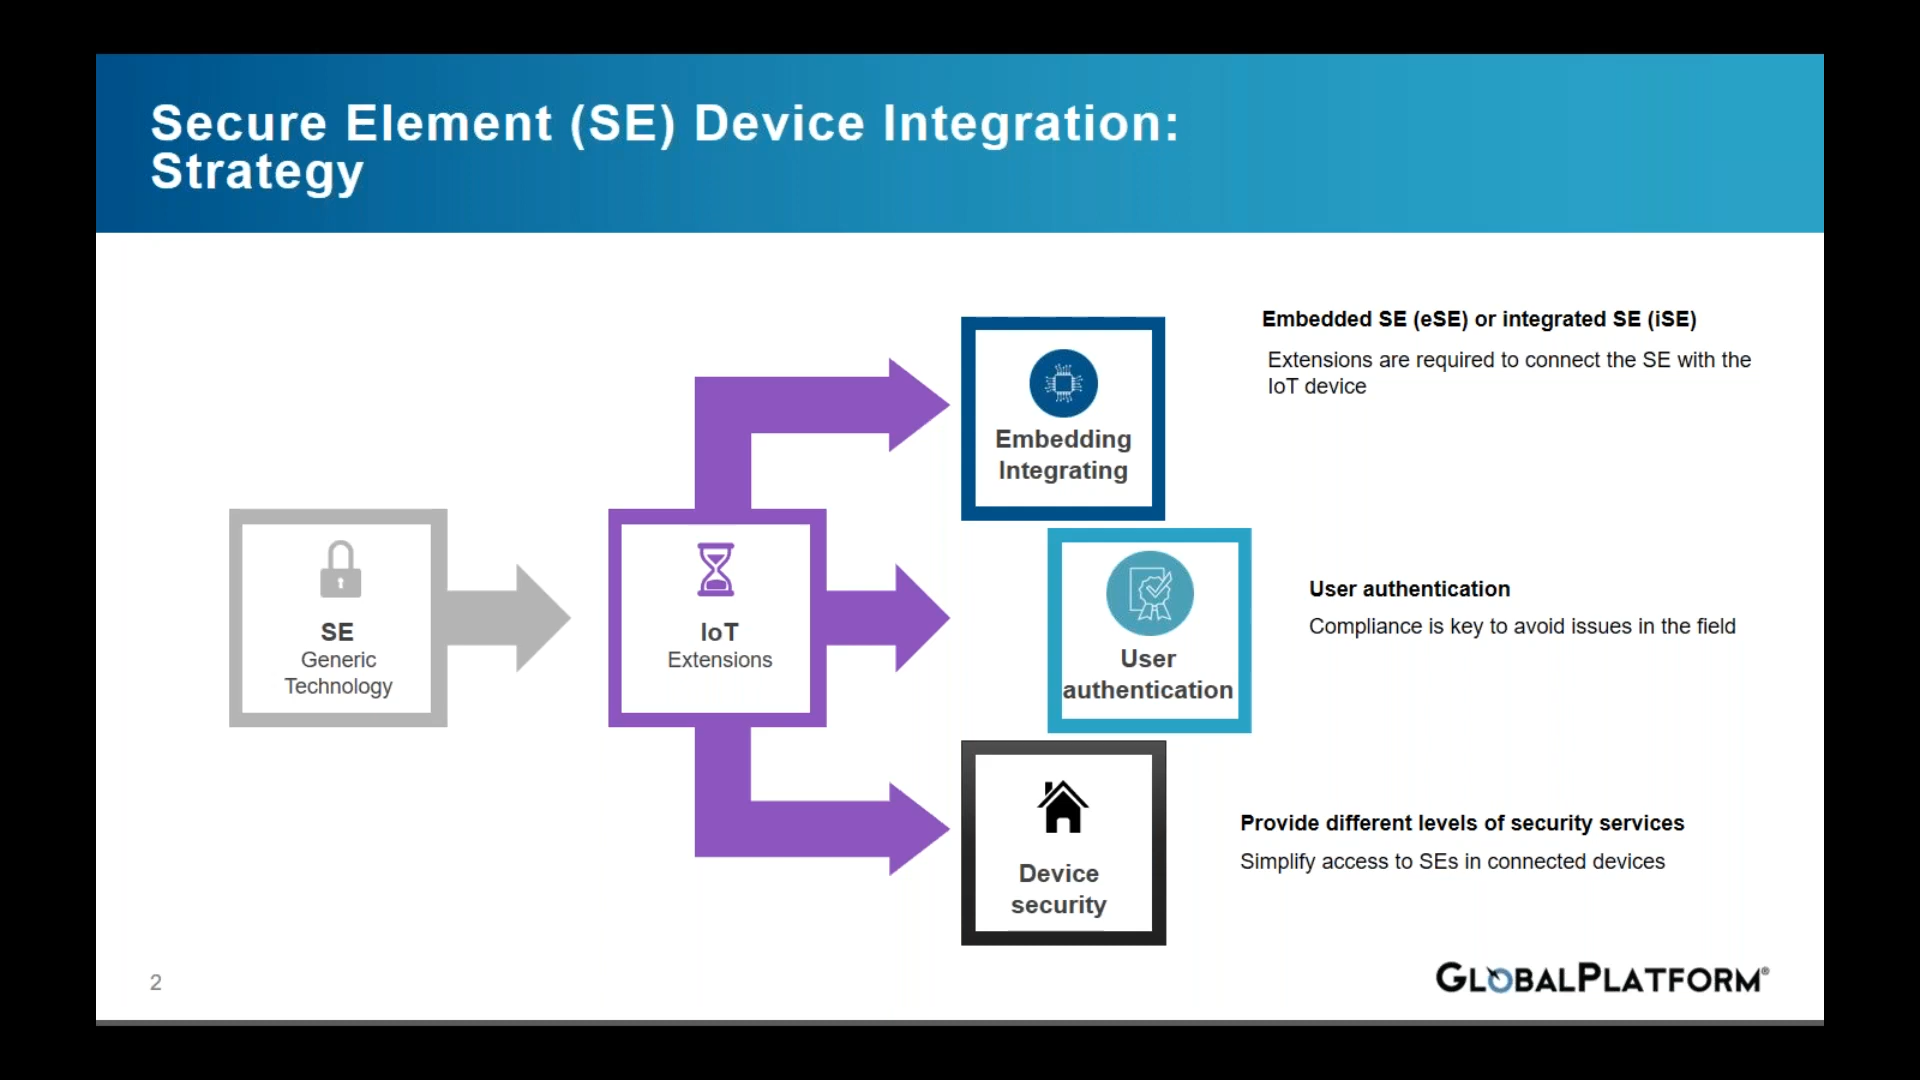 Secure Element (SE) Device Integration:
Strategy
SE
Generic
Technology
IoT
Extensions
Embedding
Integrating
Embedded SE (eSE) or integrated SE (iSE)
Extensions are required to connect the SE with the
IoT device
User
authentication
User authentication
Compliance is key to avoid issues in the field
Device
security
Provide different levels of security services
Simplify access to SEs in connected devices
2
GLOBALPLATFORM®